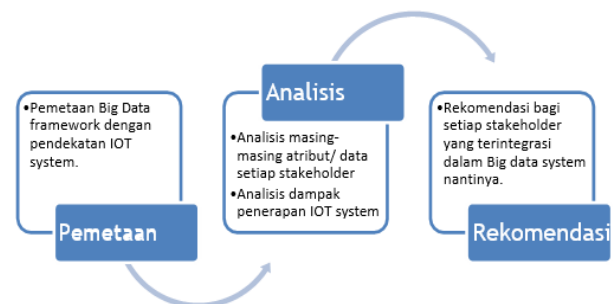 •Pemetaan Big Data
framework dengan
pendekatan IOT
system.
Pemetaan
Analisis
•Analisis masing-
masing atribut/ data
setiap stakeholder
•Analisis dampak
penerapan IOT system
•Rekomendasi bagi
setiap stakeholder
yang terintegrasi
dalam Big data system
nantinya.
Rekomendasi